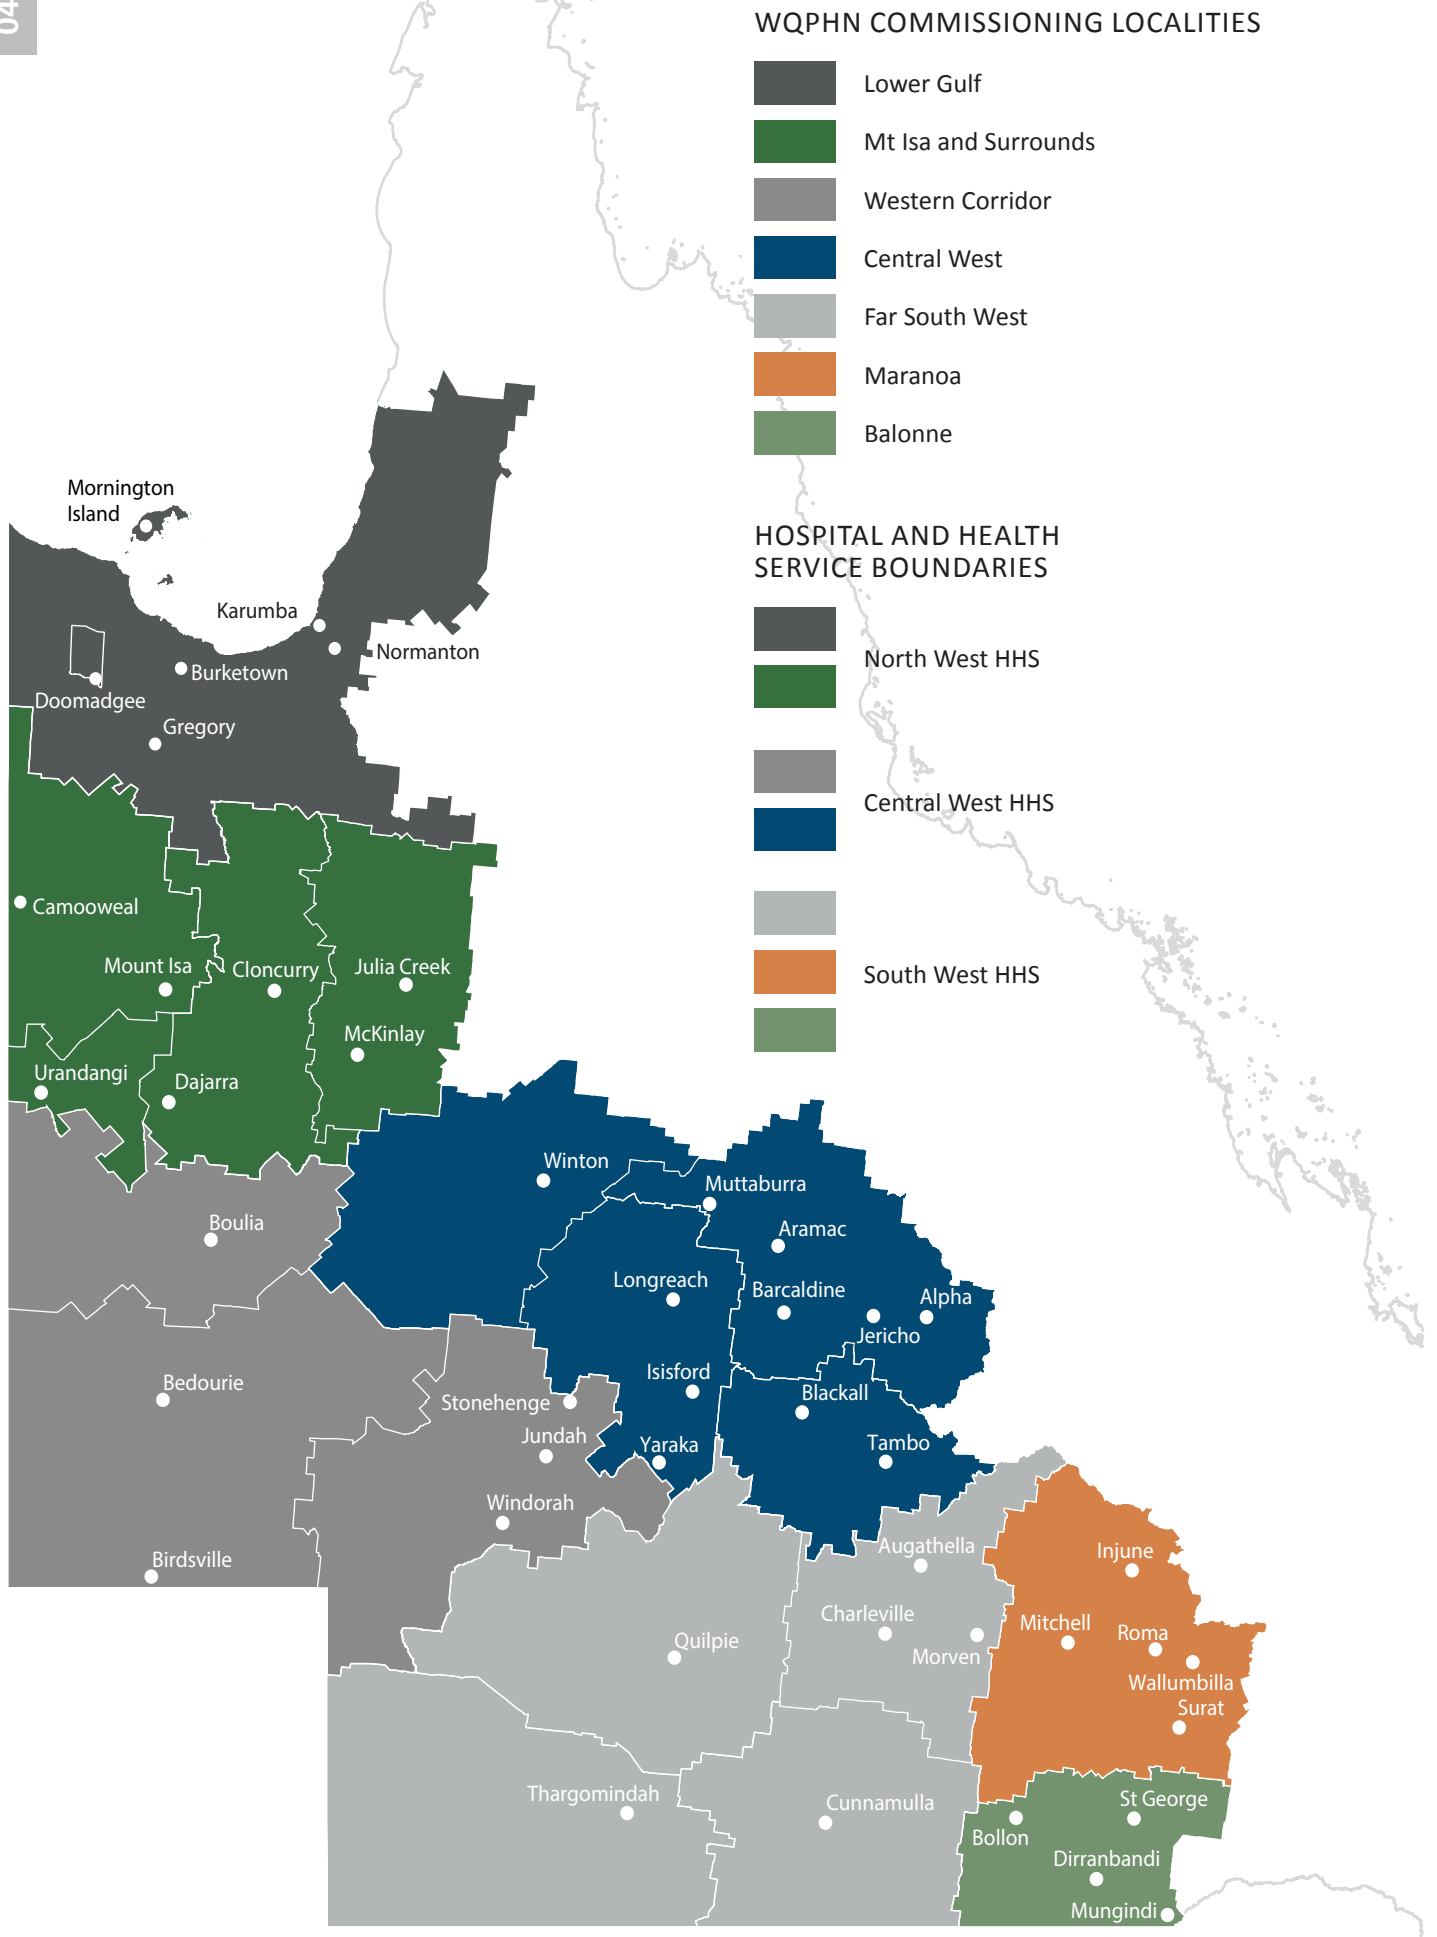 04
WQPHN COMMISSIONING LOCALITIES
Lower Gulf
Mt Isa and Surrounds
Western Corridor
Central West
Far South West
Maranoa
Balonne
HOSPITAL AND HEALTH
SERVICE BOUNDARIES
North West HHS
Central West HHS
South West HHS
Mornington
Island
Karumba
Normanton
Burketown
Doomadgee
Gregory
Camooweal
Mount Isa
Cloncurry
Julia Creek
McKinlay
Urandangi
Dajarra
Winton
Muttaburra
Boulia
Aramac
Longreach
Barcaldine
Alpha
Jericho
Isisford
Bedourie
Blackall
Stonehenge
Jundah
Yaraka
Tambo
Windorah
Augathella
Injune
Birdsville
Charleville
Mitchell
Roma
Quilpie
Morven
Wallumbilla
Surat
Thargomindah
Cunnamulla
St George
Bollon
Dirranbandi
Mungindi